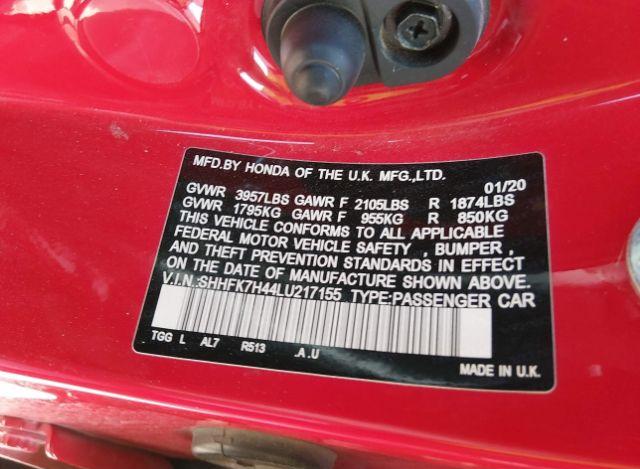 MFD.BY HONDA OF THE U.K. MFG.,LTD. 01/20
GVWR 3957LBS GAWR F 2105LBS R 1874LBS
GVWR 1795KG GAWR F 955KG R 850KG
THIS VEHICLE CONFORMS TO ALL APPLICABLE
FEDERAL MOTOR VEHICLE SAFETY , BUMPER ,
AND THEFT PREVENTION STANDARDS IN EFFECT
ON THE DATE OF MANUFACTURE SHOWN ABOVE.
V.I.N.:SHHFK7H44LU217155 TYPE:PASSENGER CAR
TGG L AL7 R513 .A .U
MADE IN U.K.